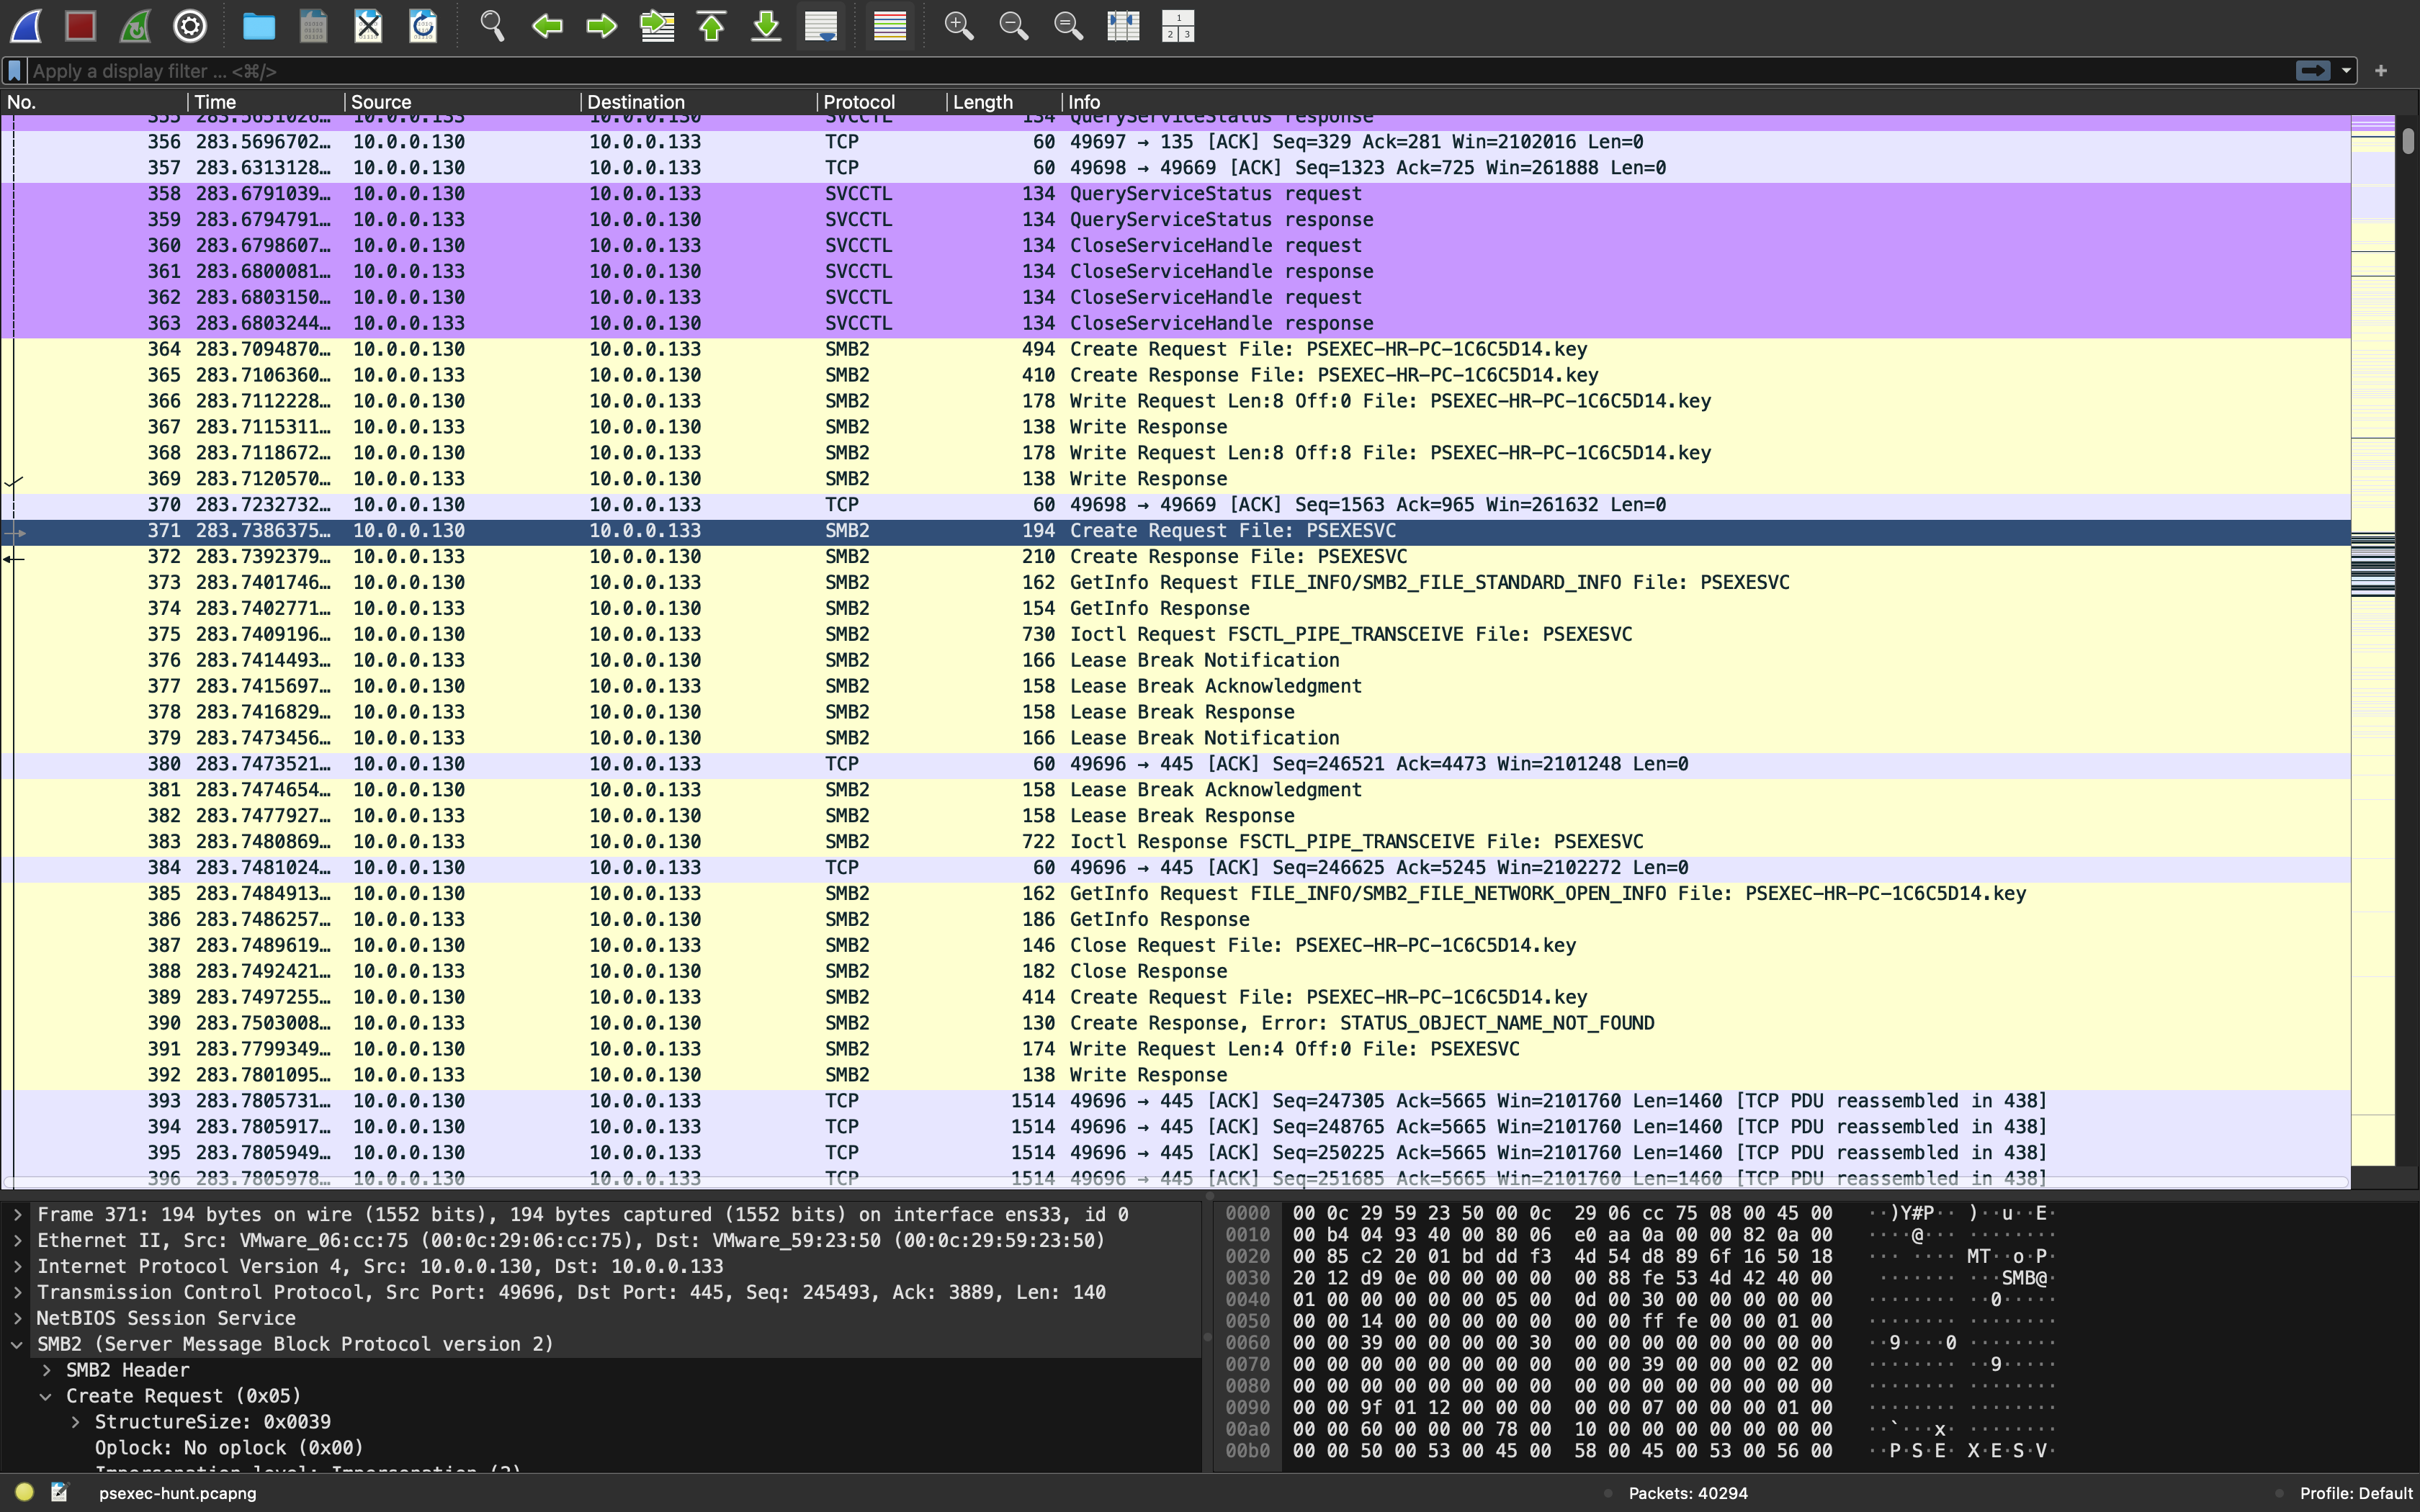 Apply a display filter ... <⌘/>
No. Time Source Destination Protocol Length Info
355 283.5651026… 10.0.0.133 10.0.0.130 SVCCTL 134 QueryServiceStatus response
356 283.5696702… 10.0.0.130 10.0.0.133 TCP 60 49697 → 135 [ACK] Seq=329 Ack=281 Win=2102016 Len=0
357 283.6313128… 10.0.0.130 10.0.0.133 TCP 60 49698 → 49669 [ACK] Seq=1323 Ack=725 Win=261888 Len=0
358 283.6791039… 10.0.0.130 10.0.0.133 SVCCTL 134 QueryServiceStatus request
359 283.6794791… 10.0.0.133 10.0.0.130 SVCCTL 134 QueryServiceStatus response
360 283.6798607… 10.0.0.130 10.0.0.133 SVCCTL 134 CloseServiceHandle request
361 283.6800081… 10.0.0.133 10.0.0.130 SVCCTL 134 CloseServiceHandle response
362 283.6803150… 10.0.0.130 10.0.0.133 SVCCTL 134 CloseServiceHandle request
363 283.6803244… 10.0.0.133 10.0.0.130 SVCCTL 134 CloseServiceHandle response
364 283.7094870… 10.0.0.130 10.0.0.133 SMB2 494 Create Request File: PSEXEC-HR-PC-1C6C5D14.key
365 283.7106360… 10.0.0.133 10.0.0.130 SMB2 410 Create Response File: PSEXEC-HR-PC-1C6C5D14.key
366 283.7112228… 10.0.0.130 10.0.0.133 SMB2 178 Write Request Len:8 Off:0 File: PSEXEC-HR-PC-1C6C5D14.key
367 283.7115311… 10.0.0.133 10.0.0.130 SMB2 138 Write Response
368 283.7118672… 10.0.0.130 10.0.0.133 SMB2 178 Write Request Len:8 Off:8 File: PSEXEC-HR-PC-1C6C5D14.key
369 283.7120570… 10.0.0.133 10.0.0.130 SMB2 138 Write Response
370 283.7232732… 10.0.0.130 10.0.0.133 TCP 60 49698 → 49669 [ACK] Seq=1563 Ack=965 Win=261632 Len=0
371 283.7386375… 10.0.0.130 10.0.0.133 SMB2 194 Create Request File: PSEXESVC
372 283.7392379… 10.0.0.133 10.0.0.130 SMB2 210 Create Response File: PSEXESVC
373 283.7401746… 10.0.0.130 10.0.0.133 SMB2 162 GetInfo Request FILE_INFO/SMB2_FILE_STANDARD_INFO File: PSEXESVC
374 283.7402771… 10.0.0.133 10.0.0.130 SMB2 154 GetInfo Response
375 283.7409196… 10.0.0.130 10.0.0.133 SMB2 730 Ioctl Request FSCTL_PIPE_TRANSCEIVE File: PSEXESVC
376 283.7414493… 10.0.0.133 10.0.0.130 SMB2 166 Lease Break Notification
377 283.7415697… 10.0.0.130 10.0.0.133 SMB2 158 Lease Break Acknowledgment
378 283.7416829… 10.0.0.133 10.0.0.130 SMB2 158 Lease Break Response
379 283.7473456… 10.0.0.133 10.0.0.130 SMB2 166 Lease Break Notification
380 283.7473521… 10.0.0.130 10.0.0.133 TCP 60 49696 → 445 [ACK] Seq=246521 Ack=4473 Win=2101248 Len=0
381 283.7474654… 10.0.0.130 10.0.0.133 SMB2 158 Lease Break Acknowledgment
382 283.7477927… 10.0.0.133 10.0.0.130 SMB2 158 Lease Break Response
383 283.7480869… 10.0.0.133 10.0.0.130 SMB2 722 Ioctl Response FSCTL_PIPE_TRANSCEIVE File: PSEXESVC
384 283.7481024… 10.0.0.130 10.0.0.133 TCP 60 49696 → 445 [ACK] Seq=246625 Ack=5245 Win=2102272 Len=0
385 283.7484913… 10.0.0.130 10.0.0.133 SMB2 162 GetInfo Request FILE_INFO/SMB2_FILE_NETWORK_OPEN_INFO File: PSEXEC-HR-PC-1C6C5D14.key
386 283.7486257… 10.0.0.133 10.0.0.130 SMB2 186 GetInfo Response
387 283.7489619… 10.0.0.130 10.0.0.133 SMB2 146 Close Request File: PSEXEC-HR-PC-1C6C5D14.key
388 283.7492421… 10.0.0.133 10.0.0.130 SMB2 182 Close Response
389 283.7497255… 10.0.0.130 10.0.0.133 SMB2 414 Create Request File: PSEXEC-HR-PC-1C6C5D14.key
390 283.7503008… 10.0.0.133 10.0.0.130 SMB2 130 Create Response, Error: STATUS_OBJECT_NAME_NOT_FOUND
391 283.7799349… 10.0.0.130 10.0.0.133 SMB2 174 Write Request Len:4 Off:0 File: PSEXESVC
392 283.7801095… 10.0.0.133 10.0.0.130 SMB2 138 Write Response
393 283.7805731… 10.0.0.130 10.0.0.133 TCP 1514 49696 → 445 [ACK] Seq=247305 Ack=5665 Win=2101760 Len=1460 [TCP PDU reassembled in 438]
394 283.7805917… 10.0.0.130 10.0.0.133 TCP 1514 49696 → 445 [ACK] Seq=248765 Ack=5665 Win=2101760 Len=1460 [TCP PDU reassembled in 438]
395 283.7805949… 10.0.0.130 10.0.0.133 TCP 1514 49696 → 445 [ACK] Seq=250225 Ack=5665 Win=2101760 Len=1460 [TCP PDU reassembled in 438]
396 283.7805978… 10.0.0.130 10.0.0.133 TCP 1514 49696 → 445 [ACK] Seq=251685 Ack=5665 Win=2101760 Len=1460 [TCP PDU reassembled in 438]
Frame 371: 194 bytes on wire (1552 bits), 194 bytes captured (1552 bits) on interface ens33, id 0
Ethernet II, Src: VMware_06:cc:75 (00:0c:29:06:cc:75), Dst: VMware_59:23:50 (00:0c:29:59:23:50)
Internet Protocol Version 4, Src: 10.0.0.130, Dst: 10.0.0.133
Transmission Control Protocol, Src Port: 49696, Dst Port: 445, Seq: 245493, Ack: 3889, Len: 140
NetBIOS Session Service
SMB2 (Server Message Block Protocol version 2)
SMB2 Header
Create Request (0x05)
StructureSize: 0x0039
Oplock: No oplock (0x00)
Impersonation level: Impersonation (2)
0000 00 0c 29 59 23 50 00 0c 29 06 cc 75 08 00 45 00 ··)Y#P·· )··u··E·
0010 00 b4 04 93 40 00 80 06 e0 aa 0a 00 00 82 0a 00 ····@··· ········
0020 00 85 c2 20 01 bd dd f3 4d 54 d8 89 6f 16 50 18 ··· ···· MT··o·P·
0030 20 12 d9 0e 00 00 00 00 00 88 fe 53 4d 42 40 00 ······· ···SMB@·
0040 01 00 00 00 00 00 05 00 0d 00 30 00 00 00 00 00 ········ ··0·····
0050 00 00 14 00 00 00 00 00 00 00 ff fe 00 00 01 00 ········ ········
0060 00 00 39 00 00 00 00 30 00 00 00 00 00 00 00 00 ··9····0 ········
0070 00 00 00 00 00 00 00 00 00 00 39 00 00 00 02 00 ········ ··9·····
0080 00 00 00 00 00 00 00 00 00 00 00 00 00 00 00 00 ········ ········
0090 00 00 9f 01 12 00 00 00 00 00 07 00 00 00 01 00 ········ ········
00a0 00 00 60 00 00 00 78 00 10 00 00 00 00 00 00 00 ··`···x· ········
00b0 00 00 50 00 53 00 45 00 58 00 45 00 53 00 56 00 ··P·S·E· X·E·S·V·
psexec-hunt.pcapng Packets: 40294 Profile: Default